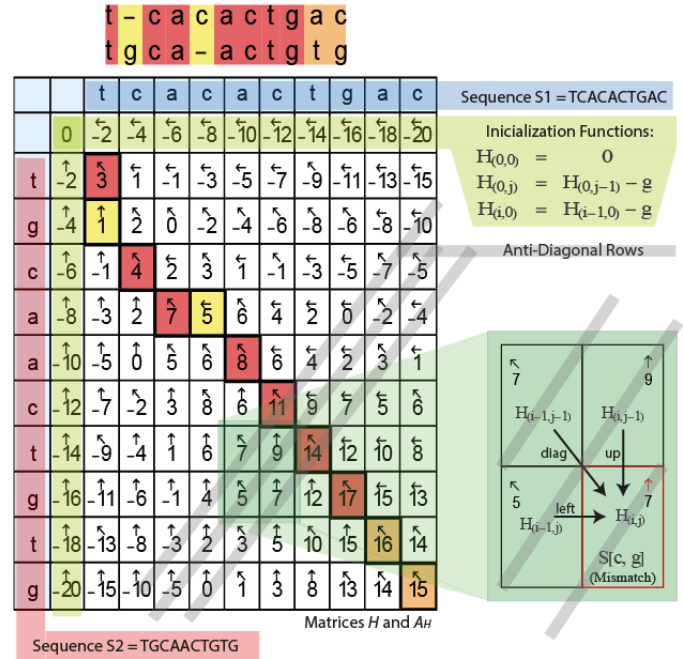 t - c a c a c t g a c
t g c a - a c t g t g
t c a c a c t g a c
Sequence S1 = TCACACTGAC
0 ←-2 ←-4 ←-6 ←-8 ←-10 ←-12 ←-14 ←-16 ←-18 ←-20
Inicialization Functions:
H(0,0) = 0
H(0,j) = H(0,j-1) – g
H(i,0) = H(i-1,0) – g
t ↑-2 ↖3 ←1 ←-1 ←-3 ←-5 ←-7 ↖-9 ←-11 ←-13 ←-15
g ↑-4 ↑1 ↖2 ←0 ←-2 ←-4 ←-6 ←-8 ↖-6 ←-8 ←-10
Anti-Diagonal Rows
c ↑-6 ↑-1 ↖4 ←2 ↖3 ←1 ↖-1 ←-3 ←-5 ↖-7 ↖-5
a ↑-8 ↑-3 ↑2 ↖7 ←5 ↖6 ←4 ←2 ←0 ↖-2 ←-4
a ↑-10 ↑-5 ↑0 ↖5 ↖6 ↖8 ←6 ←4 ←2 ↖3 ←1
c ↑-12 ↑-7 ↖-2 ↑3 ↖8 ↑6 ↖11 ←9 ←7 ←5 ↖6
t ↑-14 ↖-9 ↑-4 ↑1 ↑6 ↖7 ↑9 ↖14 ←12 ←10 ←8
g ↑-16 ↑-11 ↑-6 ↑-1 ↑4 ↖5 ↑7 ↑12 ↖17 ←15 ←13
t ↑-18 ↖-13 ↑-8 ↑-3 ↑2 ↖3 ↑5 ↖10 ↑15 ↖16 ←14
g ↑-20 ↑-15 ↑-10 ↑-5 ↑0 ↖1 ↑3 ↑8 ↖13 ↖14 ↖15
↖7 ↑9
H(i-1,j-1) H(i,j-1)
diag up
↖5 ↑7
H(i-1,j) left H(i,j)
S[c, g]
(Mismatch)
Matrices H and AH
Sequence S2 = TGCAACTGTG